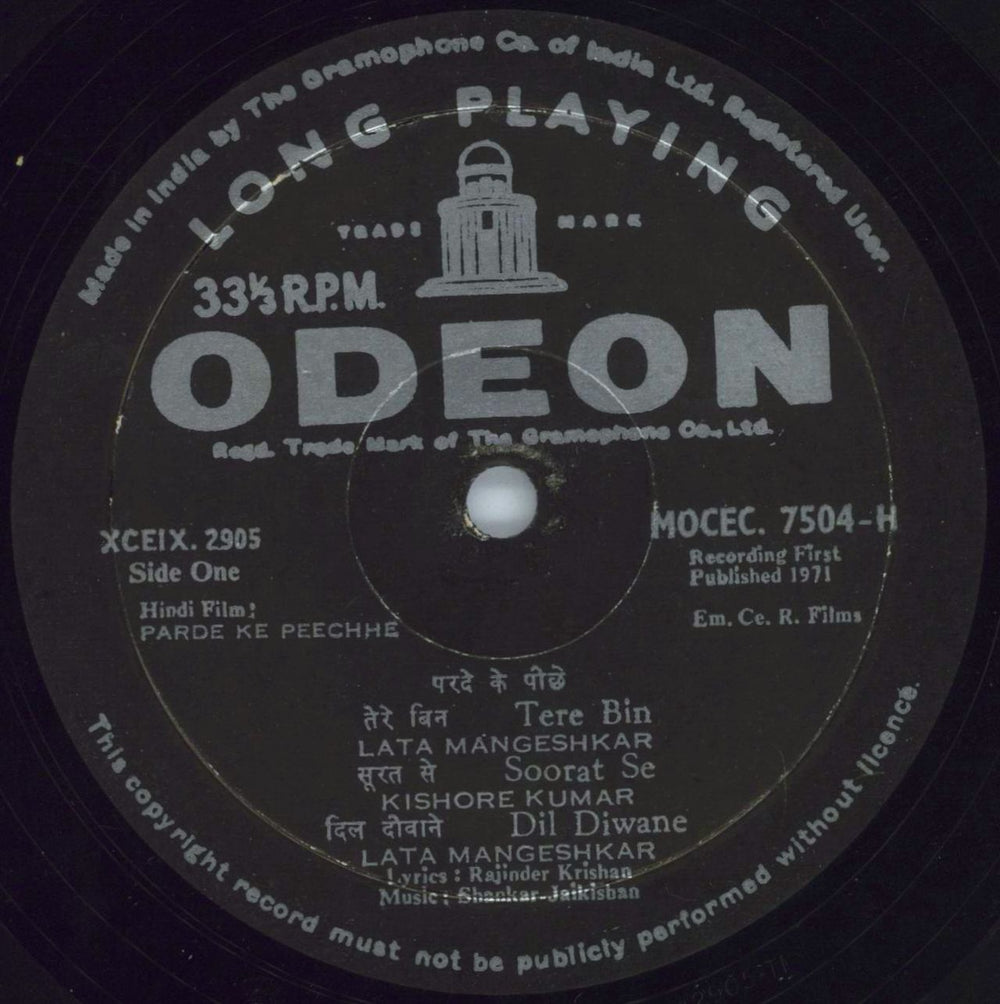 Made in India by The Gramophone Co. of India Ltd. Registered User.
LONG PLAYING
TRADE MARK
33⅓ R.P.M.
ODEON
Regd. Trade Mark of The Gramophone Co., Ltd.
XCEIX. 2905
Side One
Hindi Film:
PARDE KE PEECHHE
MOCEC. 7504-H
Recording First
Published 1971
Em. Ce. R. Films
परदे के पीछे
तेरे बिन Tere Bin
LATA MANGESHKAR
सूरत से Soorat Se
KISHORE KUMAR
दिल दीवाने Dil Diwane
LATA MANGESHKAR
Lyrics : Rajinder Krishan
Music : Shankar-Jaikishan
This copyright record must not be publicly performed without licence.